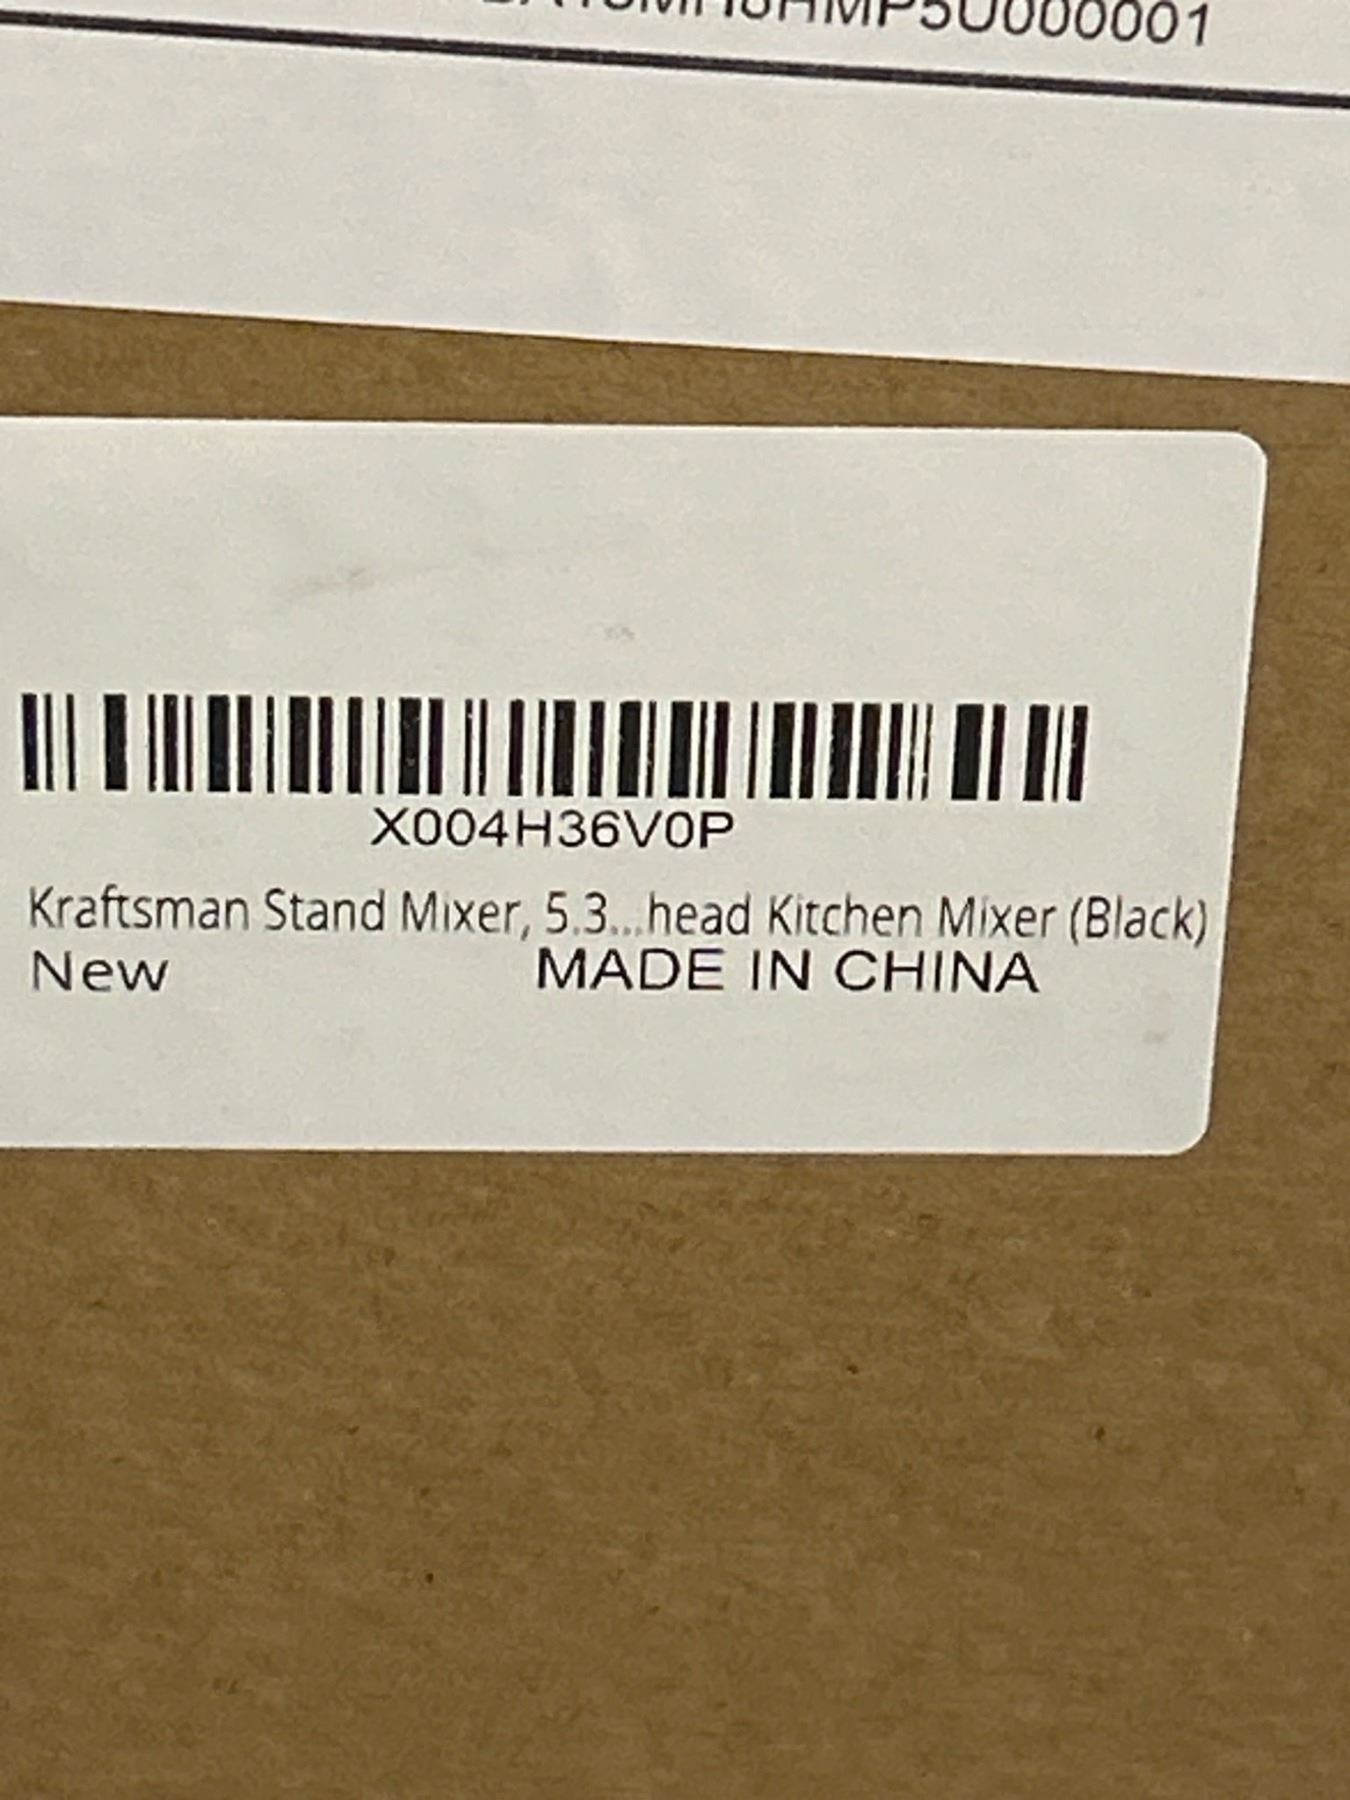 X004H36V0P
Kraftsman Stand Mixer, 5.3...head Kitchen Mixer (Black)
New MADE IN CHINA